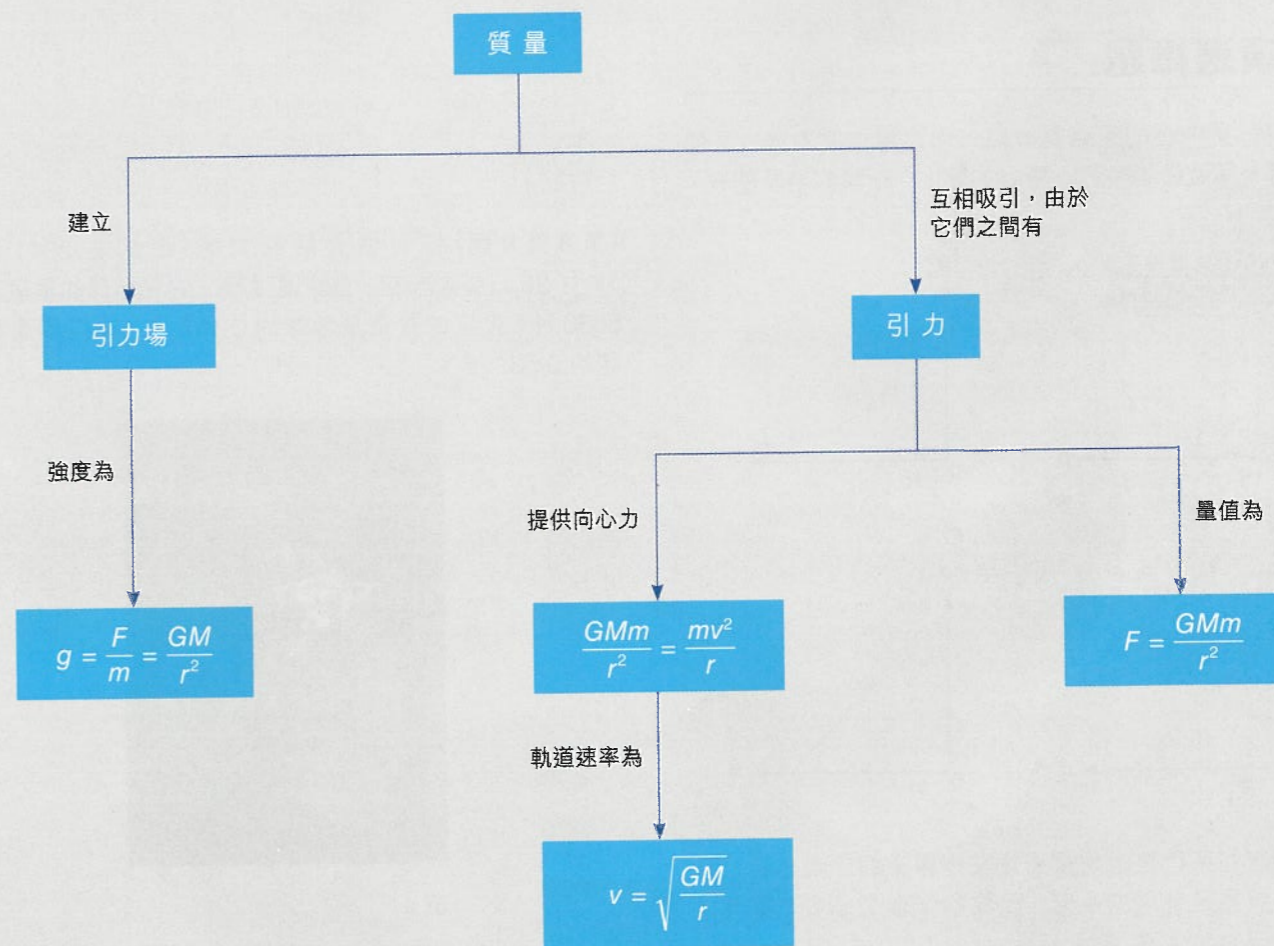 質量
建立
互相吸引，由於
它們之間有
引力場
引力
強度為
提供向心力
量值為
g = F/m = GM/r²
GMm/r² = mv²/r
F = GMm/r²
軌道速率為
v = √(GM/r)